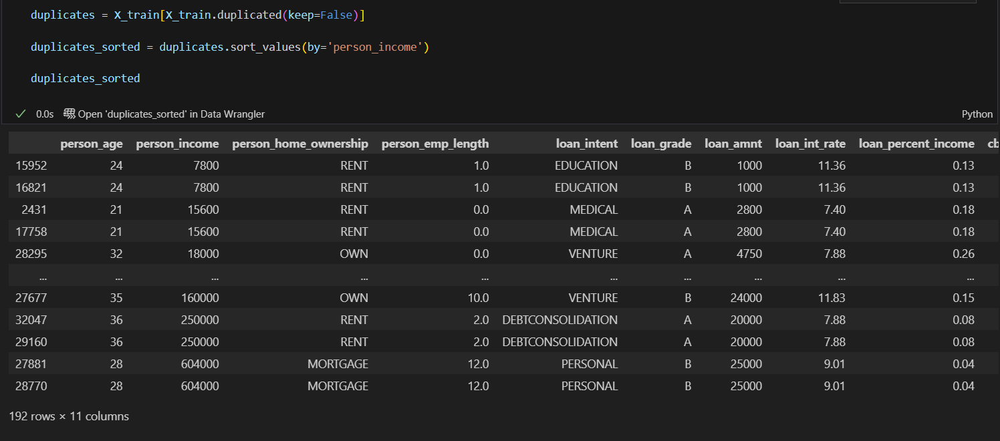 duplicates = X_train[X_train.duplicated(keep=False)]
duplicates_sorted = duplicates.sort_values(by='person_income')
duplicates_sorted
0.0s Open 'duplicates_sorted' in Data Wrangler Python
person_age person_income person_home_ownership person_emp_length loan_intent loan_grade loan_amnt loan_int_rate loan_percent_income cb
15952 24 7800 RENT 1.0 EDUCATION B 1000 11.36 0.13
16821 24 7800 RENT 1.0 EDUCATION B 1000 11.36 0.13
2431 21 15600 RENT 0.0 MEDICAL A 2800 7.40 0.18
17758 21 15600 RENT 0.0 MEDICAL A 2800 7.40 0.18
28295 32 18000 OWN 0.0 VENTURE A 4750 7.88 0.26
... ... ... ... ... ... ... ... ... ...
27677 35 160000 OWN 10.0 VENTURE B 24000 11.83 0.15
32047 36 250000 RENT 2.0 DEBTCONSOLIDATION A 20000 7.88 0.08
29160 36 250000 RENT 2.0 DEBTCONSOLIDATION A 20000 7.88 0.08
27881 28 604000 MORTGAGE 12.0 PERSONAL B 25000 9.01 0.04
28770 28 604000 MORTGAGE 12.0 PERSONAL B 25000 9.01 0.04
192 rows × 11 columns